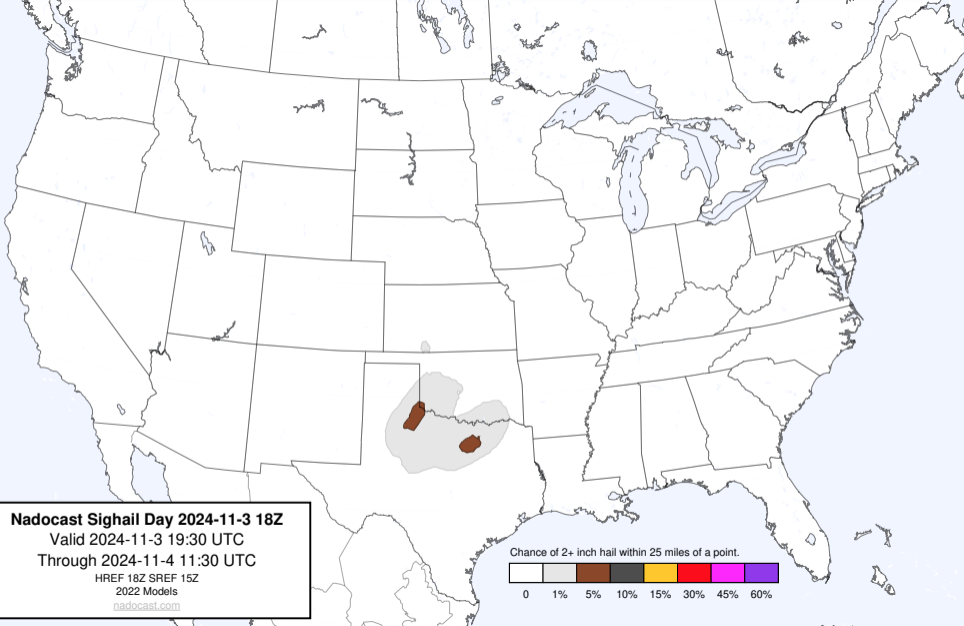 Nadocast Sighail Day 2024-11-3 18Z
Valid 2024-11-3 19:30 UTC
Through 2024-11-4 11:30 UTC
HREF 18Z SREF 15Z
2022 Models
nadocast.com
Chance of 2+ inch hail within 25 miles of a point.
0 1% 5% 10% 15% 30% 45% 60%